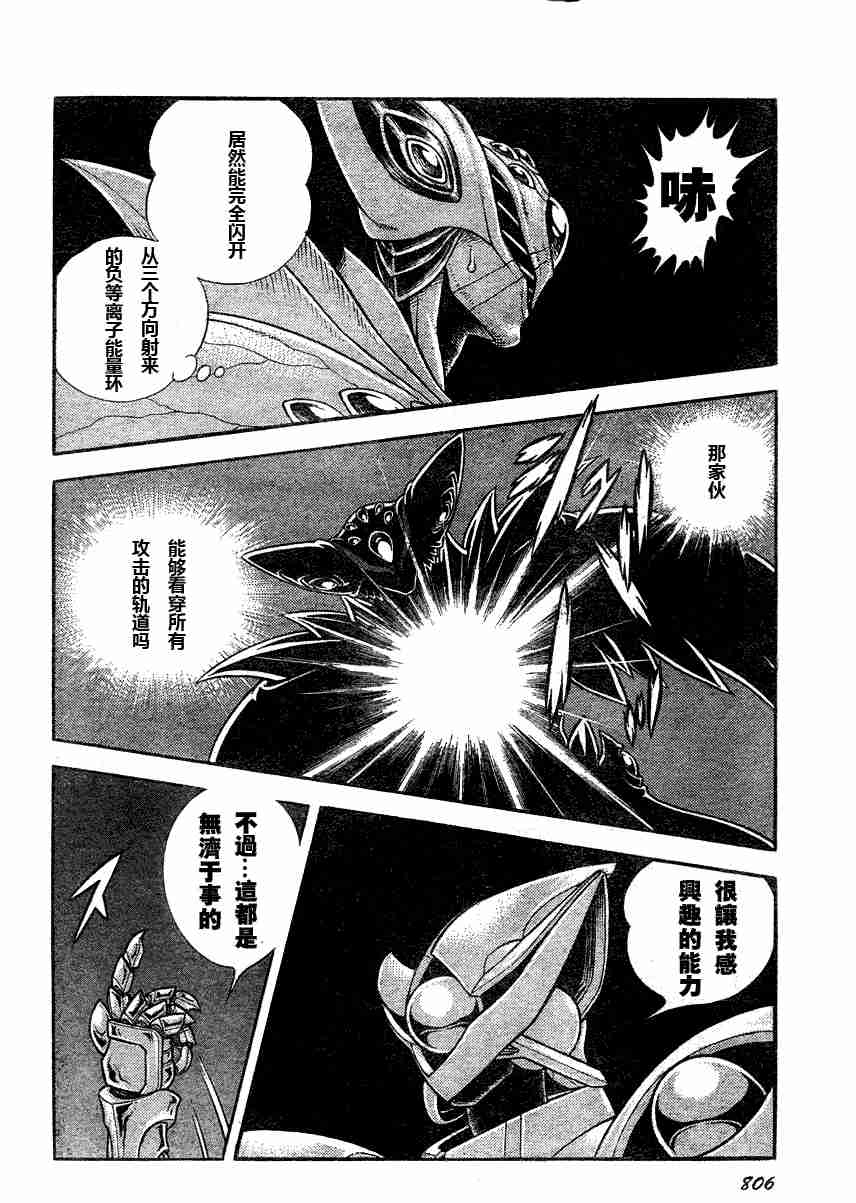 哧
居然能完全
闪开
从三个方向射来
的负等离子能量
环
那家伙
能够看穿所有
攻击的轨道吗
很讓我感
興趣的能力
不過…這都是
無濟于事的
806